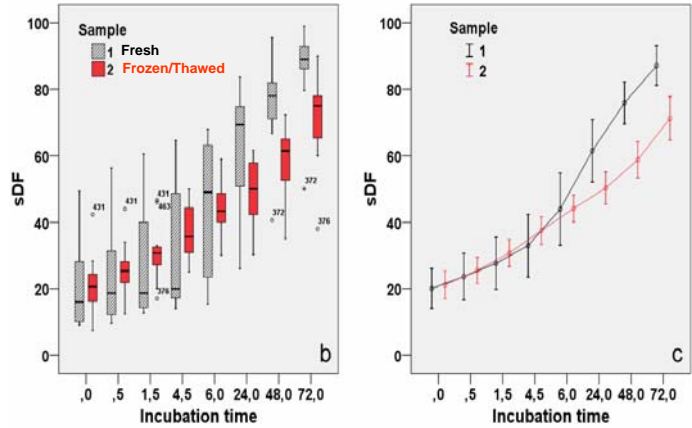 Sample
1 Fresh
2 Frozen/Thawed
sDF
100
80
60
40
20
0
431
431
431
463
376
372
372
376
b
,0 ,5 1,5 4,5 6,0 24,0 48,0 72,0
Incubation time
Sample
1
2
sDF
100
80
60
40
20
0
c
,0 ,5 1,5 4,5 6,0 24,0 48,0 72,0
Incubation time